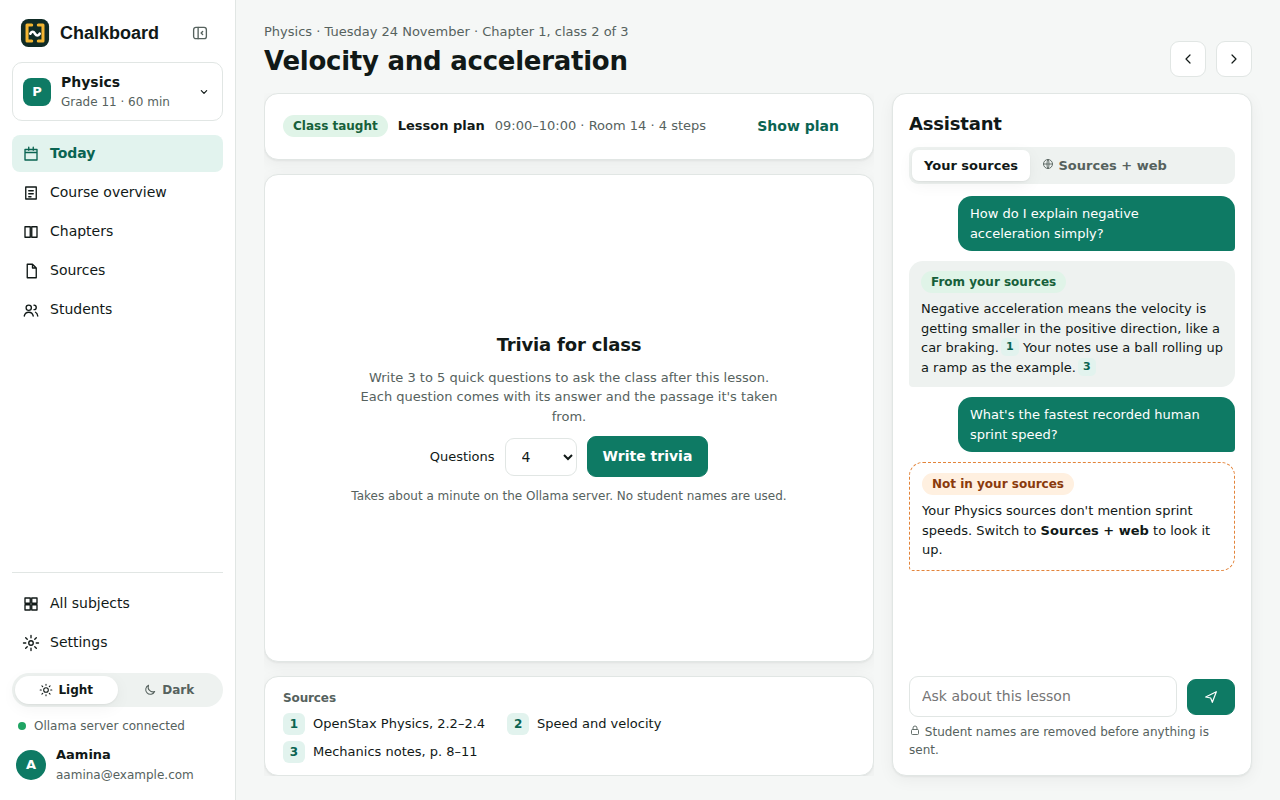 Chalkboard
P
Physics
Grade 11 · 60 min
Today
Course overview
Chapters
Sources
Students
All subjects
Settings
Light
Dark
Ollama server connected
A
Aamina
aamina@example.com
Physics · Tuesday 24 November · Chapter 1, class 2 of 3
Velocity and acceleration
Class taught
Lesson plan
09:00–10:00 · Room 14 · 4 steps
Show plan
Trivia for class
Write 3 to 5 quick questions to ask the class after this lesson.
Each question comes with its answer and the passage it's taken
from.
Questions
4
Write trivia
Takes about a minute on the Ollama server. No student names are used.
Sources
1 OpenStax Physics, 2.2–2.4
2 Speed and velocity
3 Mechanics notes, p. 8–11
Assistant
Your sources
Sources + web
How do I explain negative
acceleration simply?
From your sources
Negative acceleration means the velocity is
getting smaller in the positive direction, like a
car braking. 1 Your notes use a ball rolling up
a ramp as the example. 3
What's the fastest recorded human
sprint speed?
Not in your sources
Your Physics sources don't mention sprint
speeds. Switch to Sources + web to look it
up.
Ask about this lesson
Student names are removed before anything is
sent.